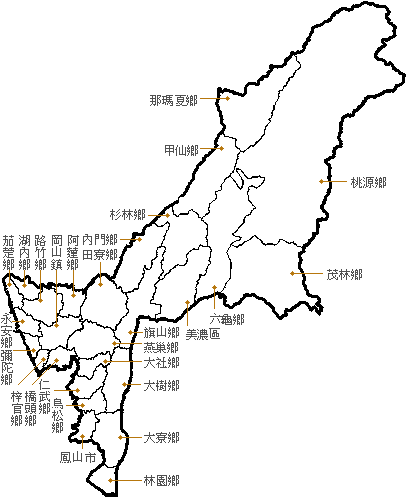 那瑪夏鄉
甲仙鄉
桃源鄉
杉林鄉
茄萣鄉
湖內鄉
路竹鄉
岡山鎮
阿蓮鄉
內門鄉
田寮鄉
茂林鄉
六龜鄉
美濃區
永安鄉
旗山鄉
燕巢鄉
彌陀鄉
大社鄉
梓官鄉
橋頭鄉
仁武鄉
鳥松鄉
大樹鄉
大寮鄉
鳳山市
林園鄉